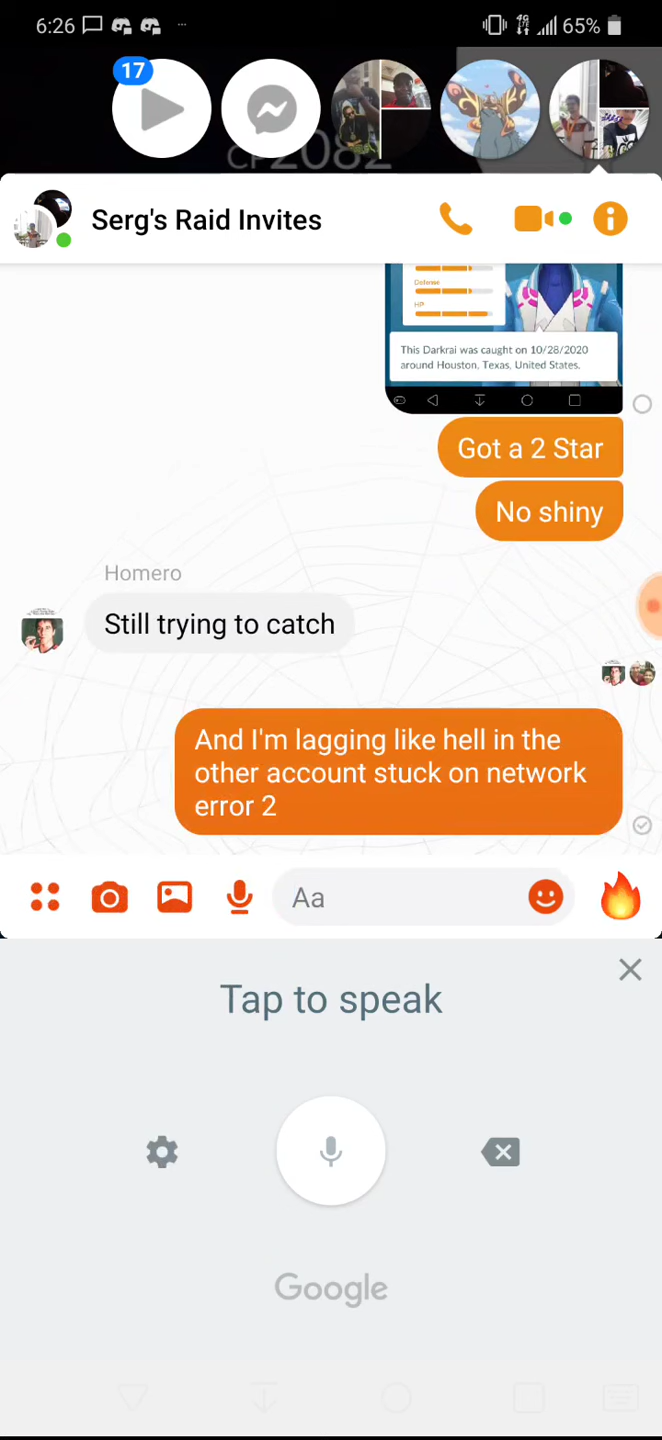 6:26
4G
65%
17
CP2082
Serg's Raid Invites
Defense
HP
This Darkrai was caught on 10/28/2020
around Houston, Texas, United States.
Got a 2 Star
No shiny
Homero
Still trying to catch
And I'm lagging like hell in the
other account stuck on network
error 2
Aa
Tap to speak
Google